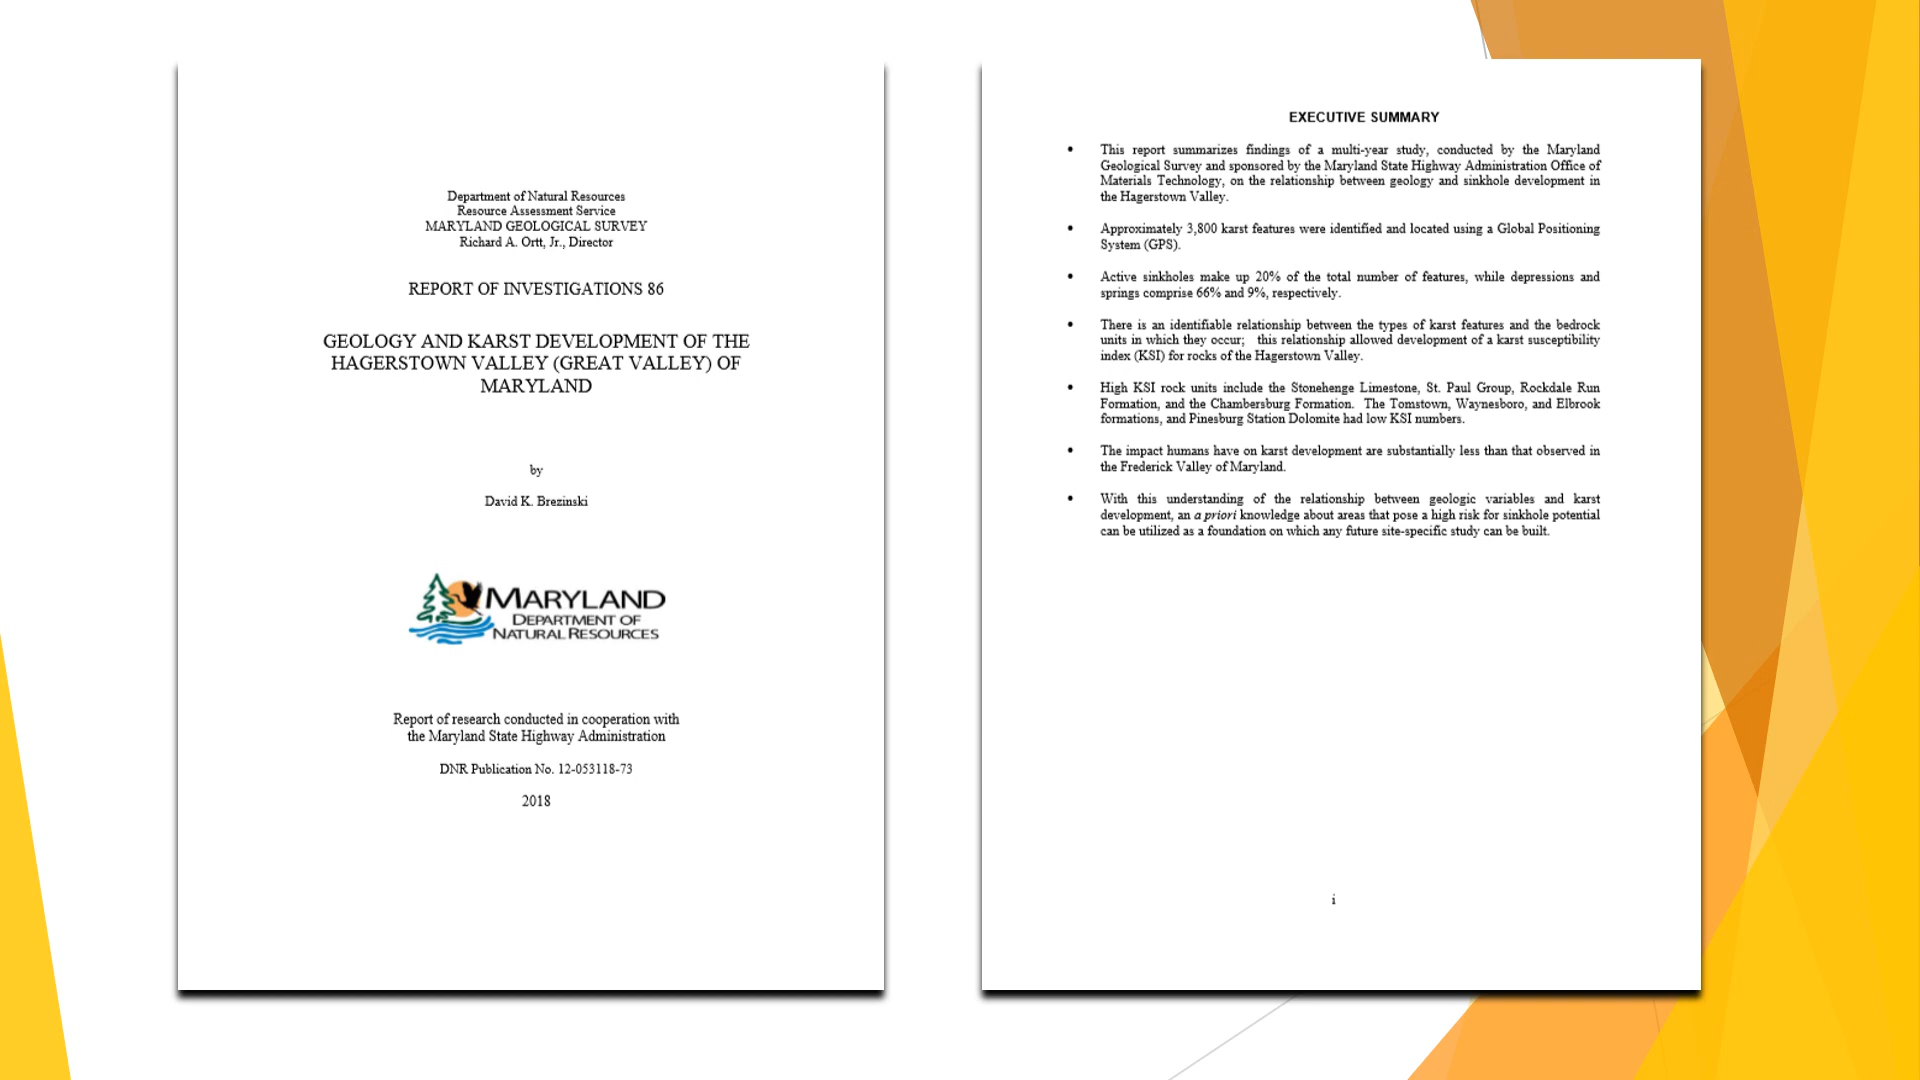 Department of Natural Resources
Resource Assessment Service
MARYLAND GEOLOGICAL SURVEY
Richard A. Ortt, Jr., Director
REPORT OF INVESTIGATIONS 86
GEOLOGY AND KARST DEVELOPMENT OF THE
HAGERSTOWN VALLEY (GREAT VALLEY) OF
MARYLAND
by
David K. Brezinski
MARYLAND
DEPARTMENT OF
NATURAL RESOURCES
Report of research conducted in cooperation with
the Maryland State Highway Administration
DNR Publication No. 12-053118-73
2018
EXECUTIVE SUMMARY
• This report summarizes findings of a multi-year study, conducted by the Maryland
Geological Survey and sponsored by the Maryland State Highway Administration Office of
Materials Technology, on the relationship between geology and sinkhole development in
the Hagerstown Valley.
• Approximately 3,800 karst features were identified and located using a Global Positioning
System (GPS).
• Active sinkholes make up 20% of the total number of features, while depressions and
springs comprise 66% and 9%, respectively.
• There is an identifiable relationship between the types of karst features and the bedrock
units in which they occur; this relationship allowed development of a karst susceptibility
index (KSI) for rocks of the Hagerstown Valley.
• High KSI rock units include the Stonehenge Limestone, St. Paul Group, Rockdale Run
Formation, and the Chambersburg Formation. The Tomstown, Waynesboro, and Elbrook
formations, and Pinesburg Station Dolomite had low KSI numbers.
• The impact humans have on karst development are substantially less than that observed in
the Frederick Valley of Maryland.
• With this understanding of the relationship between geologic variables and karst
development, an a priori knowledge about areas that pose a high risk for sinkhole potential
can be utilized as a foundation on which any future site-specific study can be built.
i